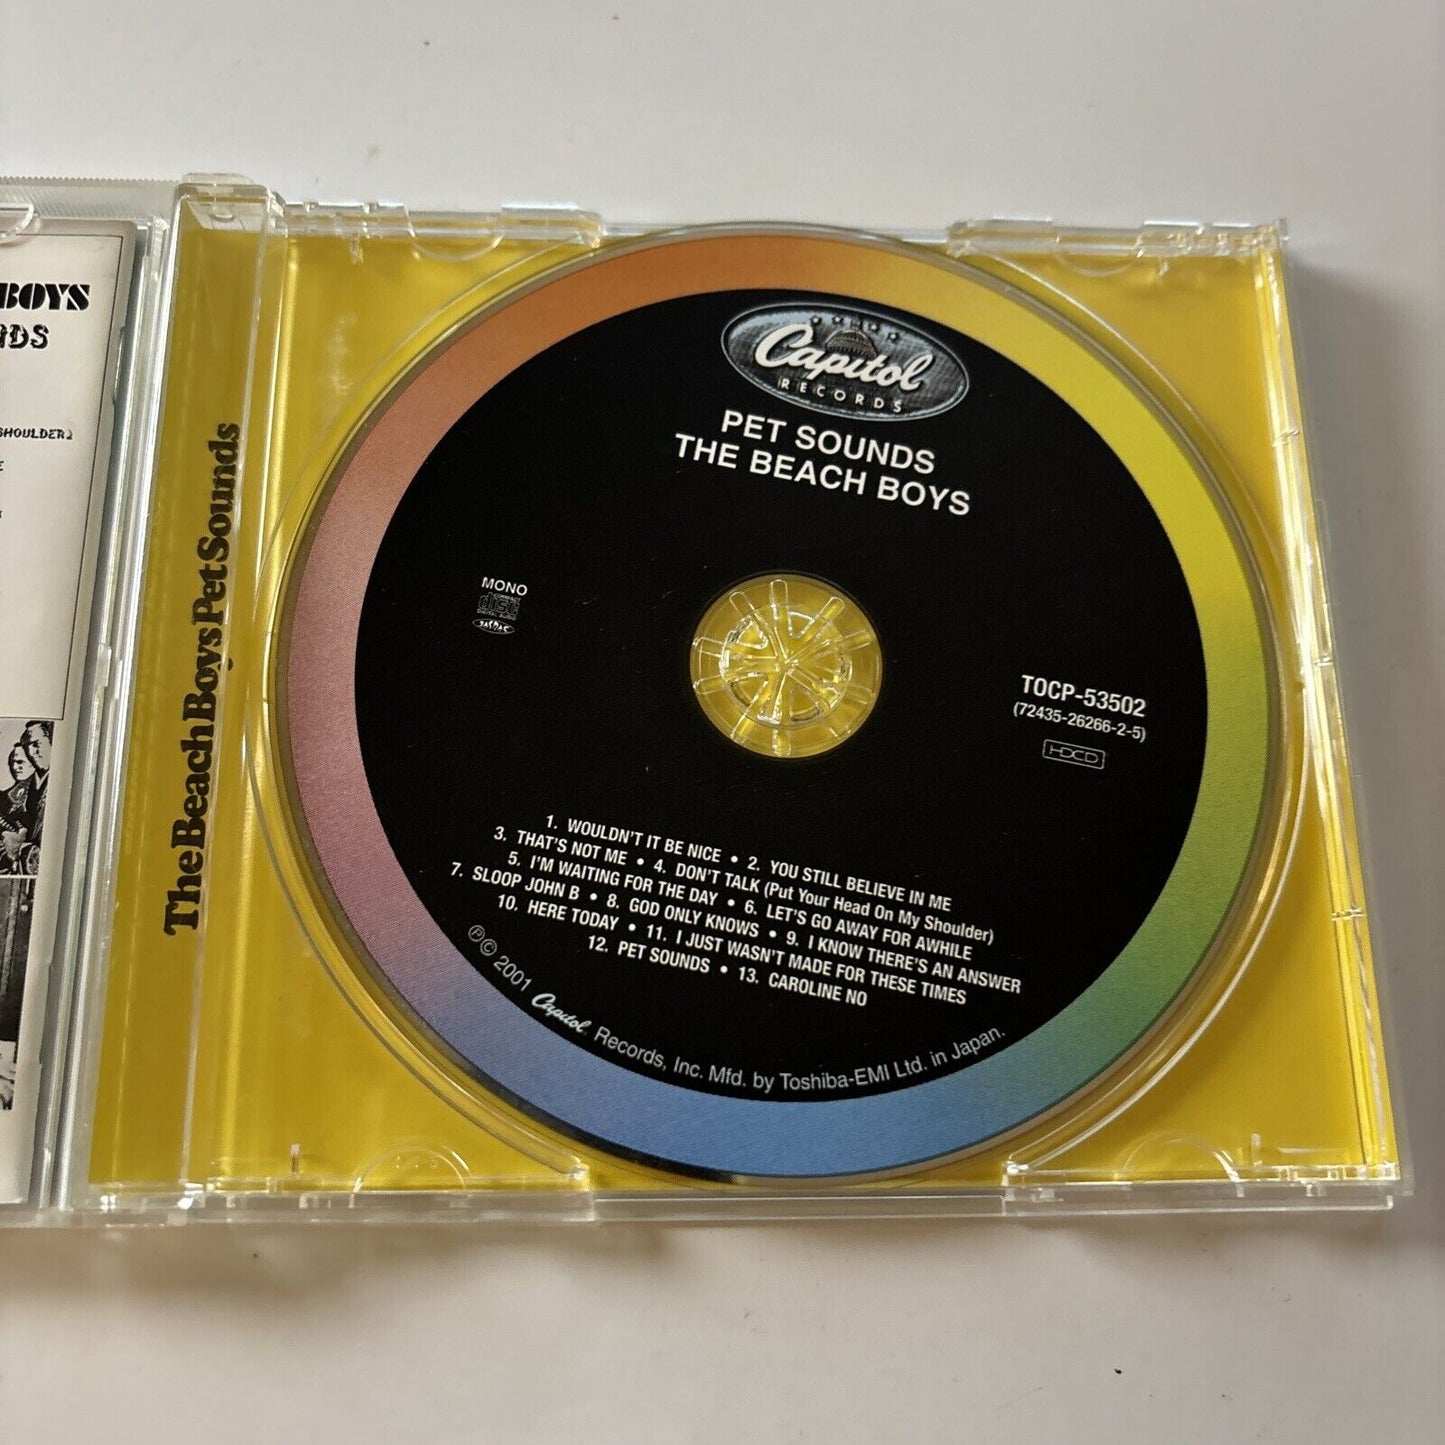 BOYS
SHOULDER)
The Beach Boys Pet Sounds
Capitol
RECORDS
PET SOUNDS
THE BEACH BOYS
MONO
COMPACT
disc
DIGITAL AUDIO
JASRAC
TOCP-53502
(72435-26266-2-5)
HDCD
1. WOULDN'T IT BE NICE • 2. YOU STILL BELIEVE IN ME
3. THAT'S NOT ME • 4. DON'T TALK (Put Your Head On My Shoulder)
5. I'M WAITING FOR THE DAY • 6. LET'S GO AWAY FOR AWHILE
7. SLOOP JOHN B • 8. GOD ONLY KNOWS • 9. I KNOW THERE'S AN ANSWER
10. HERE TODAY • 11. I JUST WASN'T MADE FOR THESE TIMES
12. PET SOUNDS • 13. CAROLINE NO
℗© 2001 Capitol Records, Inc. Mfd. by Toshiba-EMI Ltd. in Japan.